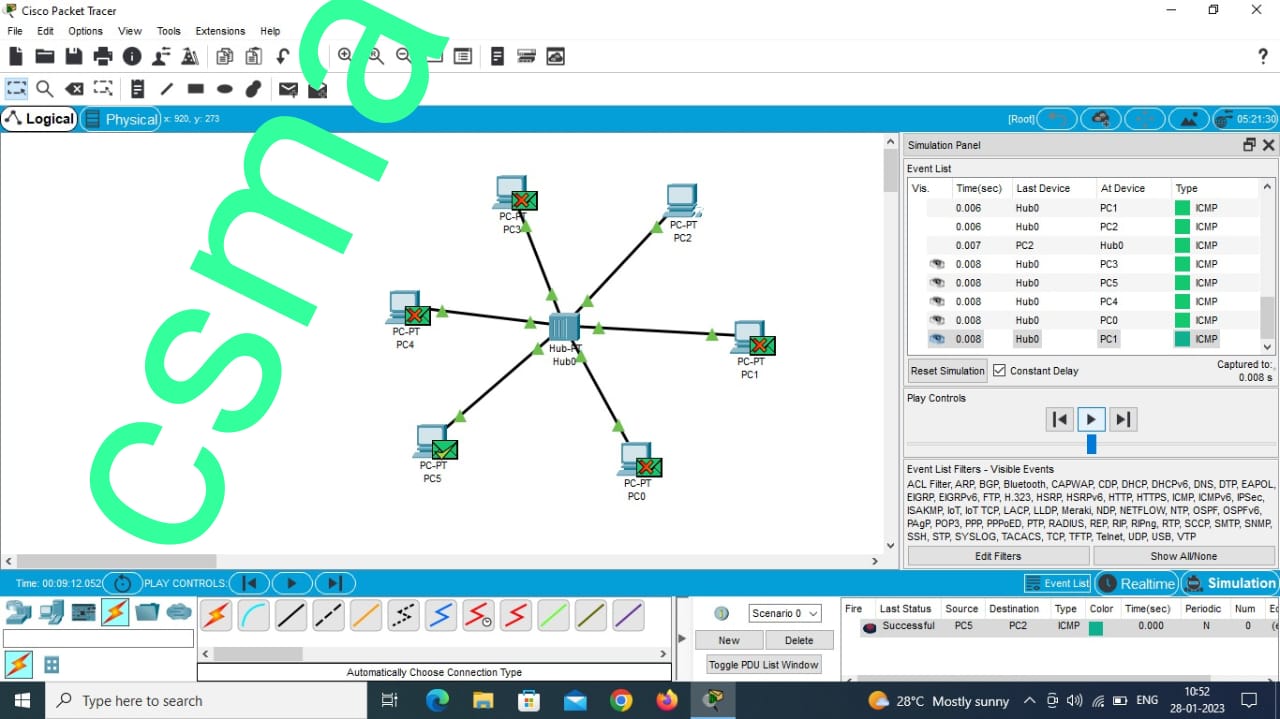 Cisco Packet Tracer
File Edit Options View Tools Extensions Help
csma
Logical Physical x: 920, y: 273 [Root] 05:21:30
PC-PT
PC3
PC-PT
PC2
PC-PT
PC4
Hub-PT
Hub0
PC-PT
PC1
PC-PT
PC5
PC-PT
PC0
Simulation Panel
Event List
Vis. Time(sec) Last Device At Device Type
0.006 Hub0 PC1 ICMP
0.006 Hub0 PC2 ICMP
0.007 PC2 Hub0 ICMP
0.008 Hub0 PC3 ICMP
0.008 Hub0 PC5 ICMP
0.008 Hub0 PC4 ICMP
0.008 Hub0 PC0 ICMP
0.008 Hub0 PC1 ICMP
Reset Simulation Constant Delay Captured to:
0.008 s
Play Controls
Event List Filters - Visible Events
ACL Filter, ARP, BGP, Bluetooth, CAPWAP, CDP, DHCP, DHCPv6, DNS, DTP, EAPOL,
EIGRP, EIGRPv6, FTP, H.323, HSRP, HSRPv6, HTTP, HTTPS, ICMP, ICMPv6, IPSec,
ISAKMP, IoT, IoT TCP, LACP, LLDP, Meraki, NDP, NETFLOW, NTP, OSPF, OSPFv6,
PAgP, POP3, PPP, PPPoED, PTP, RADIUS, REP, RIP, RIPng, RTP, SCCP, SMTP, SNMP,
SSH, STP, SYSLOG, TACACS, TCP, TFTP, Telnet, UDP, USB, VTP
Edit Filters Show All/None
Time: 00:09:12.052 PLAY CONTROLS: Event List Realtime Simulation
Automatically Choose Connection Type
Scenario 0
New Delete
Toggle PDU List Window
Fire Last Status Source Destination Type Color Time(sec) Periodic Num
Successful PC5 PC2 ICMP 0.000 N 0
Type here to search
28°C Mostly sunny ENG 10:52
28-01-2023